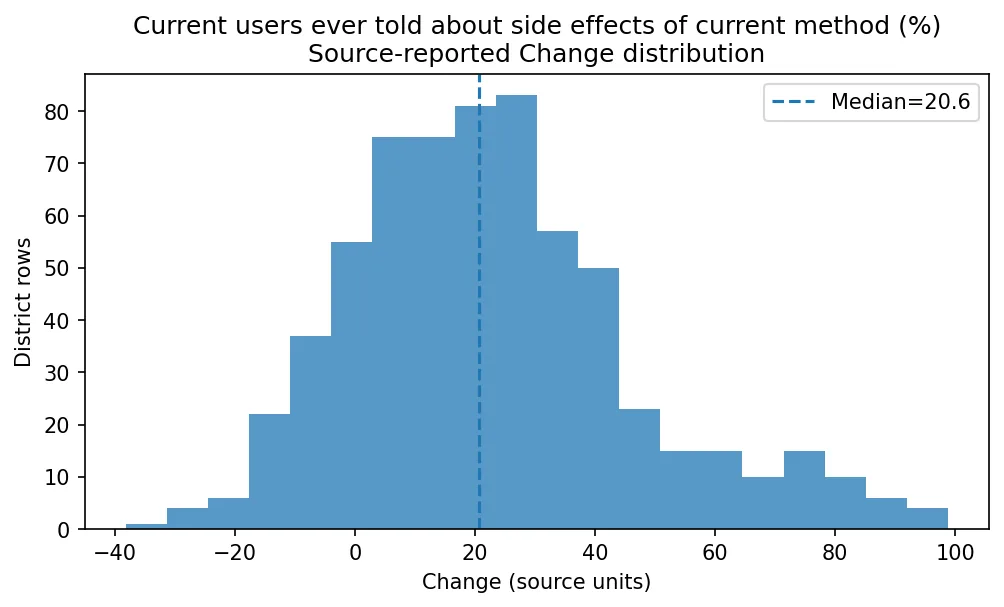 Current users ever told about side effects of current method (%)
Source-reported Change distribution
Median=20.6
District rows
80
70
60
50
40
30
20
10
0
−40 −20 0 20 40 60 80 100
Change (source units)